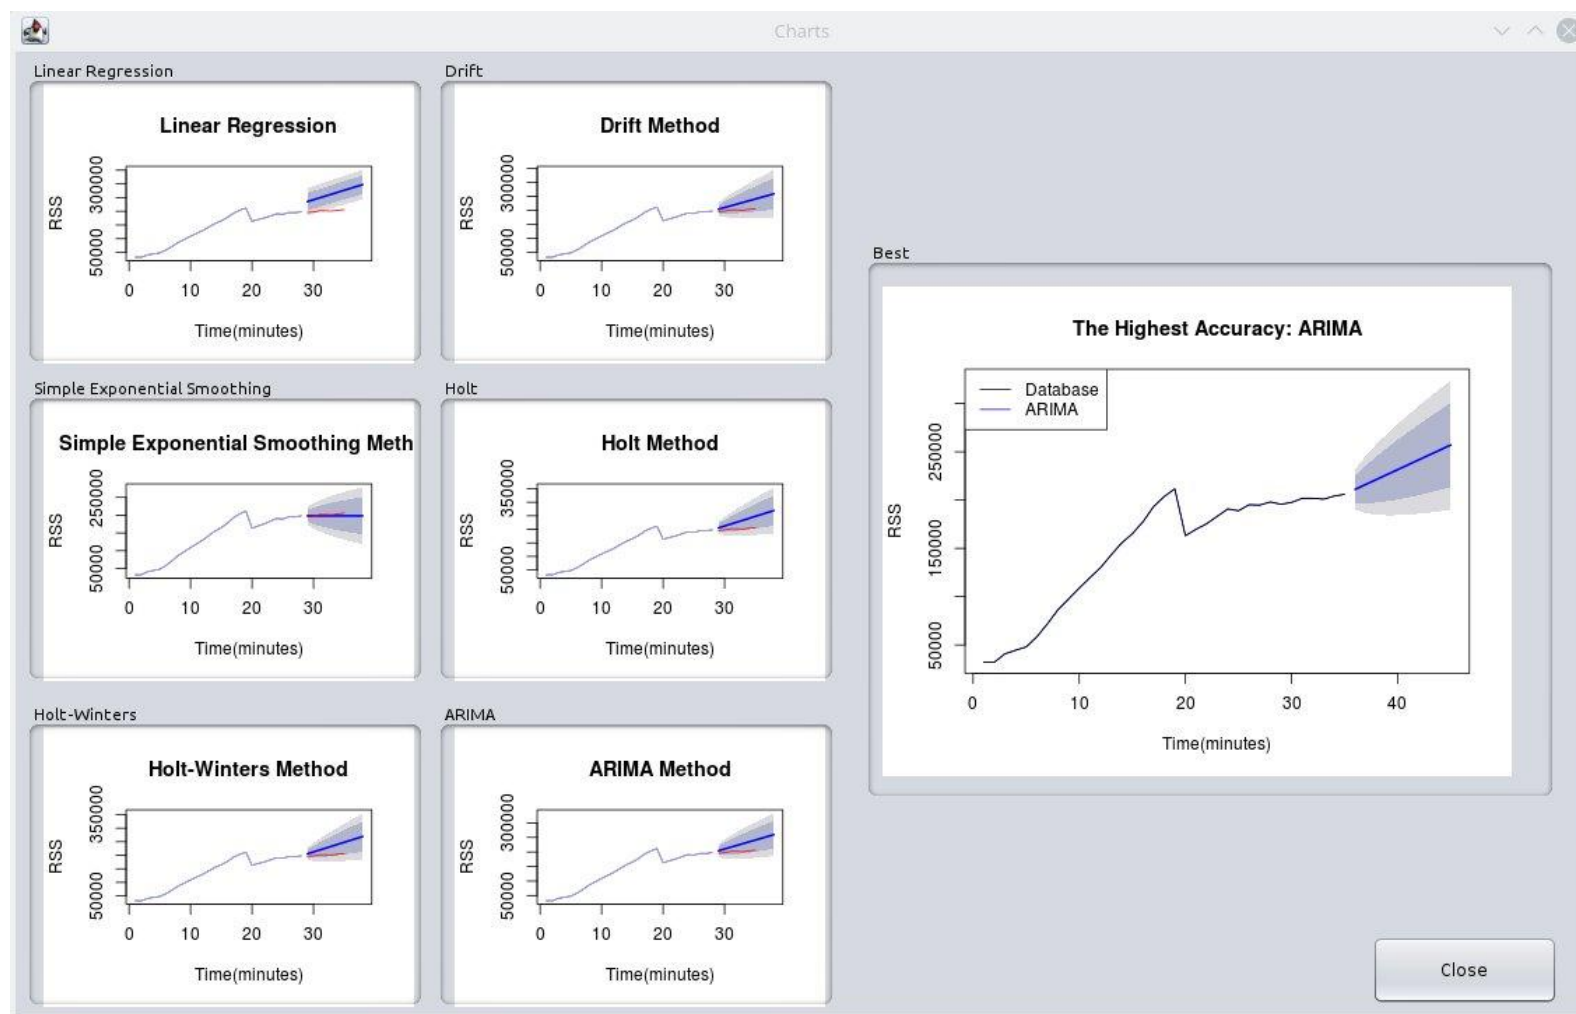 Charts
Linear Regression
Linear Regression
RSS
50000 300000
0 10 20 30
Time(minutes)
Drift
Drift Method
RSS
50000 300000
0 10 20 30
Time(minutes)
Simple Exponential Smoothing
Simple Exponential Smoothing Meth
RSS
50000 250000
0 10 20 30
Time(minutes)
Holt
Holt Method
RSS
50000 350000
0 10 20 30
Time(minutes)
Holt-Winters
Holt-Winters Method
RSS
50000 350000
0 10 20 30
Time(minutes)
ARIMA
ARIMA Method
RSS
50000 300000
0 10 20 30
Time(minutes)
Best
The Highest Accuracy: ARIMA
Database
ARIMA
RSS
50000 150000 250000
0 10 20 30 40
Time(minutes)
Close